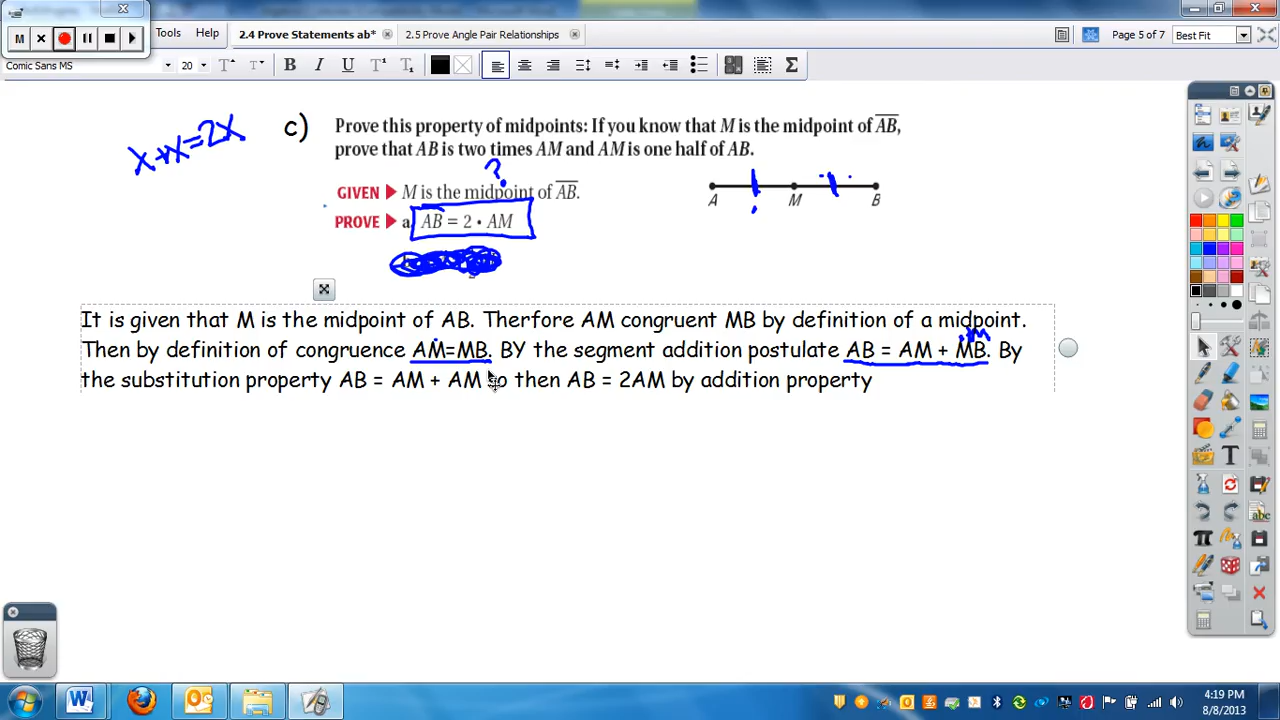 Tools Help 2.4 Prove Statements ab* 2.5 Prove Angle Pair Relationships Page 5 of 7 Best Fit
Comic Sans MS 20 B I U
x+x=2x
c) Prove this property of midpoints: If you know that M is the midpoint of AB,
prove that AB is two times AM and AM is one half of AB.
?
GIVEN M is the midpoint of AB.
PROVE a. AB = 2 • AM
A M B
It is given that M is the midpoint of AB. Therfore AM congruent MB by definition of a midpoint.
AM
Then by definition of congruence AM=MB. BY the segment addition postulate AB = AM + MB. By
the substitution property AB = AM + AM so then AB = 2AM by addition property
4:19 PM
8/8/2013